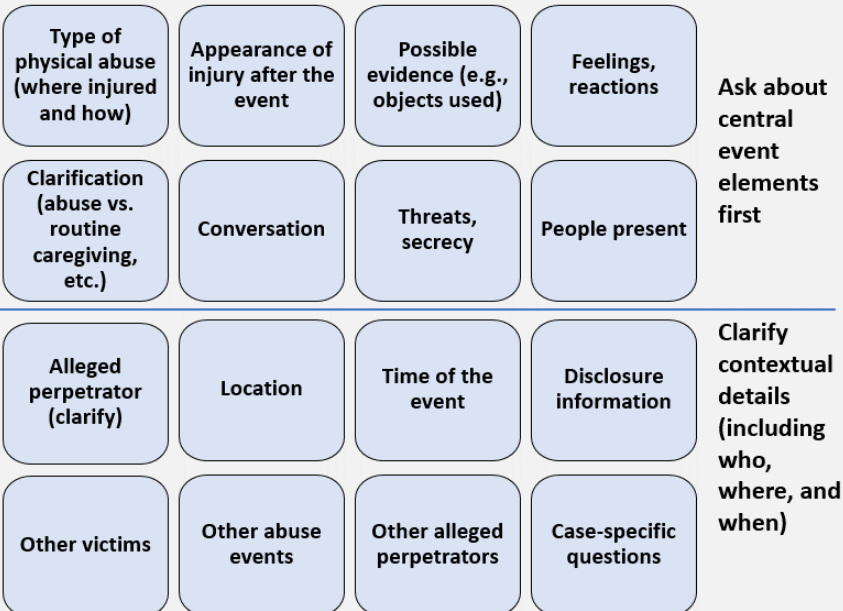 Type of
physical abuse
(where injured
and how)
Appearance of
injury after the
event
Possible
evidence (e.g.,
objects used)
Feelings,
reactions
Ask about
central
event
elements
first
Clarification
(abuse vs.
routine
caregiving,
etc.)
Conversation
Threats,
secrecy
People present
Alleged
perpetrator
(clarify)
Location
Time of the
event
Disclosure
information
Clarify
contextual
details
(including
who,
where, and
when)
Other victims
Other abuse
events
Other alleged
perpetrators
Case-specific
questions